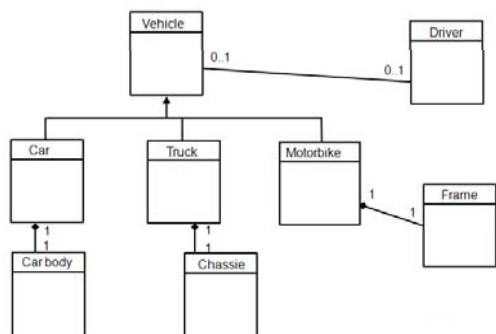 Vehicle
Driver
0..1
0..1
Car
Truck
Motorbike
1
Frame
1
1
1
1
1
Car body
Chassie